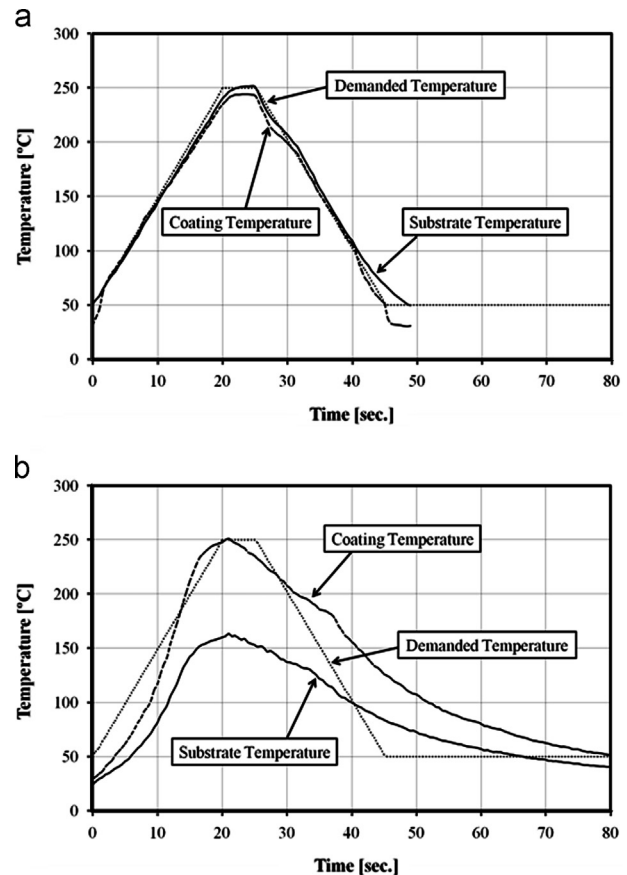 a
300
250
200
150
100
50
0
Temperature [°C]
Demanded Temperature
Coating Temperature
Substrate Temperature
0 10 20 30 40 50 60 70 80
Time [sec.]
b
300
250
200
150
100
50
0
Temperature [°C]
Coating Temperature
Demanded Temperature
Substrate Temperature
0 10 20 30 40 50 60 70 80
Time [sec.]